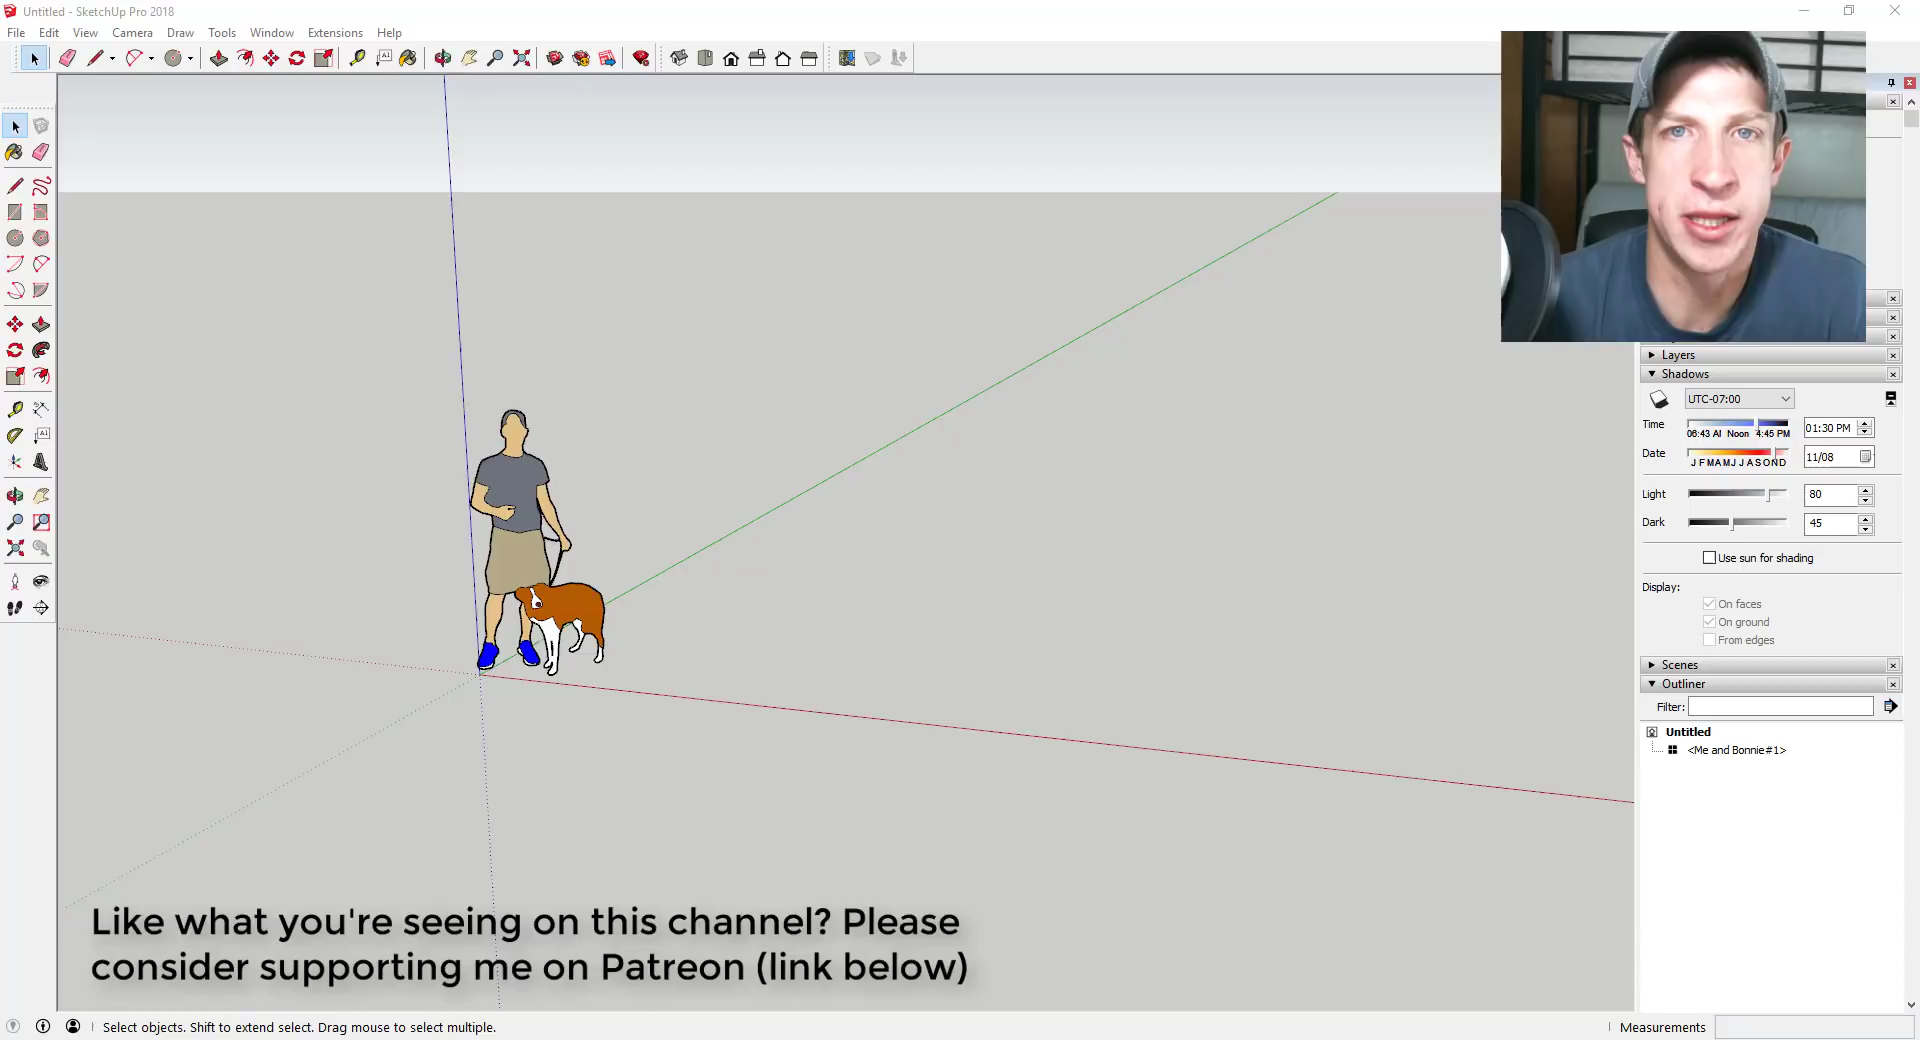 Untitled - SketchUp Pro 2018
File Edit View Camera Draw Tools Window Extensions Help
Layers
Shadows
UTC-07:00
Time 06:43 AI Noon 4:45 PM 01:30 PM
Date J F M A M J J A S O N D 11/08
Light 80
Dark 45
Use sun for shading
Display:
On faces
On ground
From edges
Scenes
Outliner
Filter:
Untitled
<Me and Bonnie#1>
Like what you're seeing on this channel? Please
consider supporting me on Patreon (link below)
Select objects. Shift to extend select. Drag mouse to select multiple. Measurements